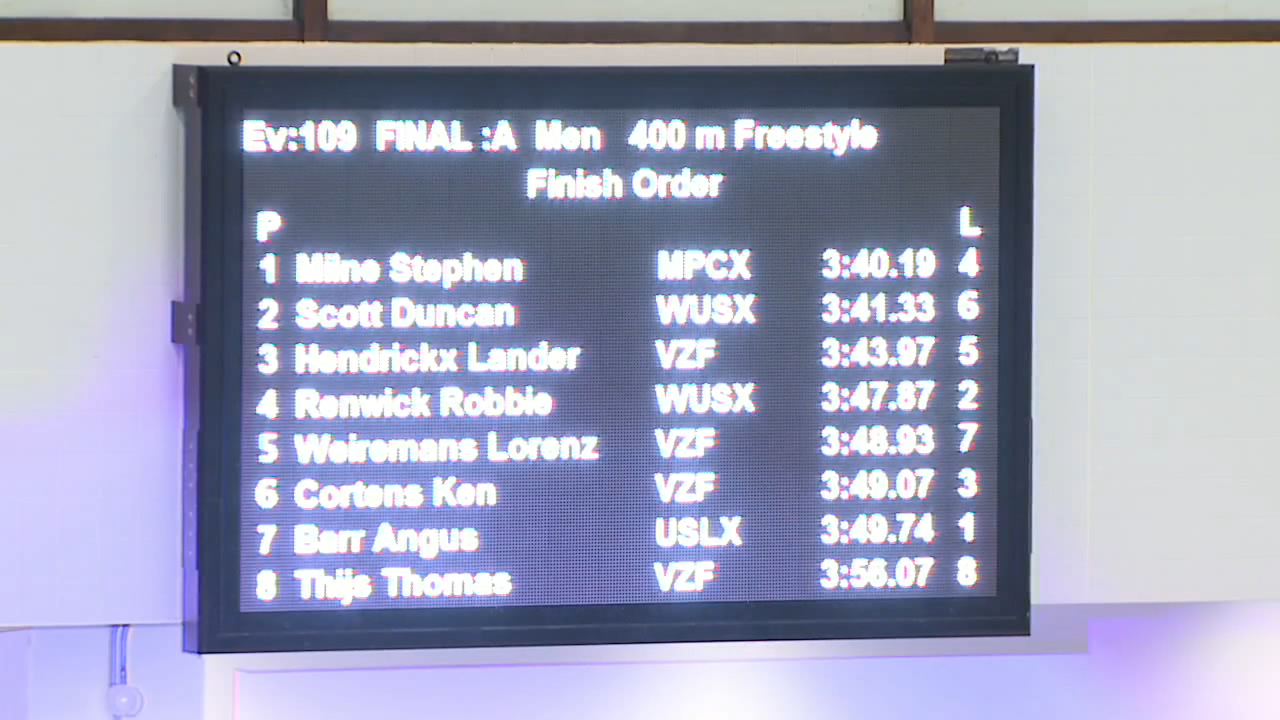 Ev:109 FINAL :A Men 400 m Freestyle
Finish Order
P L
1 Milne Stephen MPCX 3:40.19 4
2 Scott Duncan WUSX 3:41.33 6
3 Hendrickx Lander VZF 3:43.97 5
4 Renwick Robbie WUSX 3:47.87 2
5 Weiremans Lorenz VZF 3:48.93 7
6 Cortens Ken VZF 3:49.07 3
7 Barr Angus USLX 3:49.74 1
8 Thijs Thomas VZF 3:56.07 8